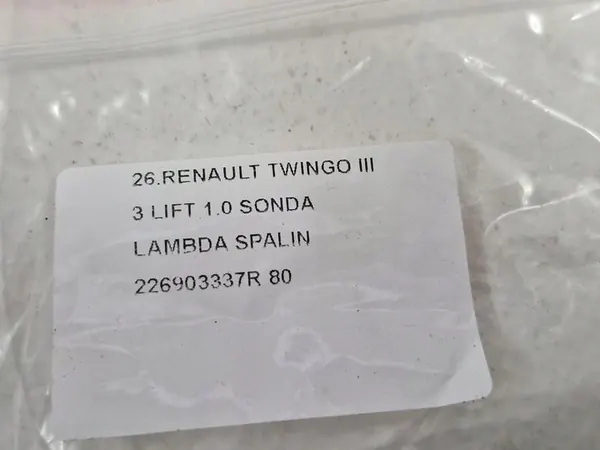 26.RENAULT TWINGO III
3 LIFT 1.0 SONDA
LAMBDA SPALIN
226903337R 80